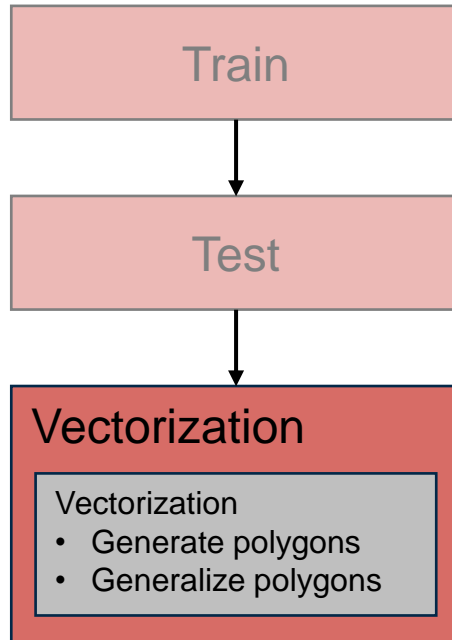 Train
Test
Vectorization
Vectorization
• Generate polygons
• Generalize polygons